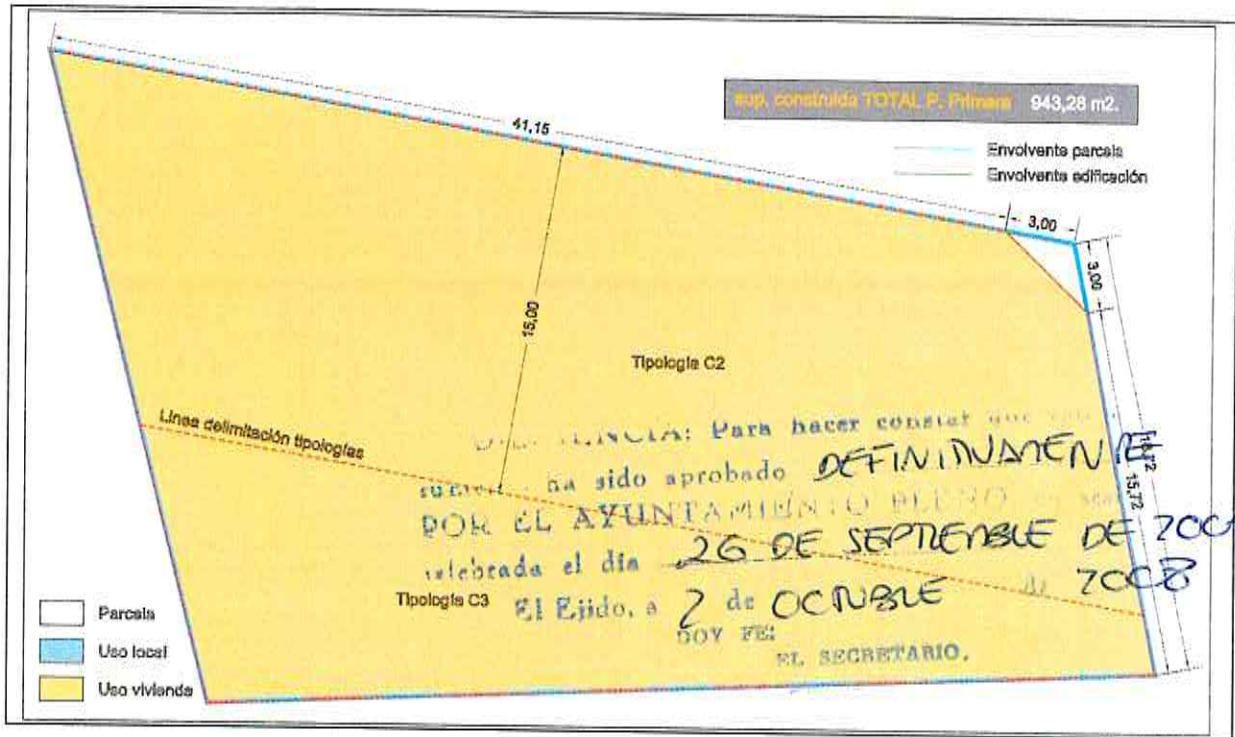 41,15
sup. construida TOTAL P. Primera 943,28 m2.
Envolvente parcela
Envolvente edificación
3,00
3,00
15,00
Tipología C2
Línea delimitación tipologías
Para hacer constar que
ha sido aprobado DEFINITIVAMENTE
POR EL AYUNTAMIENTO PLENO
celebrada el día 26 DE SEPTIEMBRE DE
18,72
15,72
Tipología C3
El Ejido, a 2 de OCTUBRE de 2008
DOY FE:
EL SECRETARIO.
Parcela
Uso local
Uso vivienda